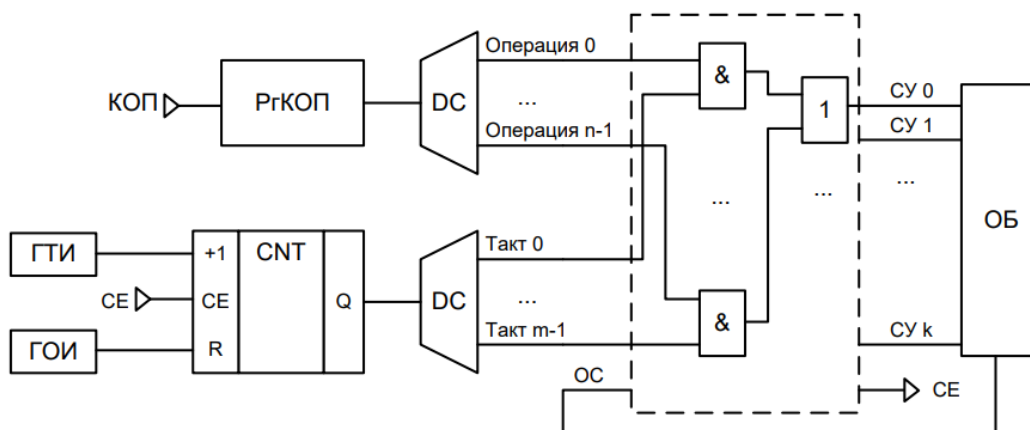 Операция 0
КОП
РгКОП
DC
...
Операция n-1
&
1
СУ 0
СУ 1
...
...
...
ОБ
ГТИ
+1
CNT
Такт 0
CE
CE
Q
DC
...
ГОИ
R
Такт m-1
&
СУ k
ОС
CE